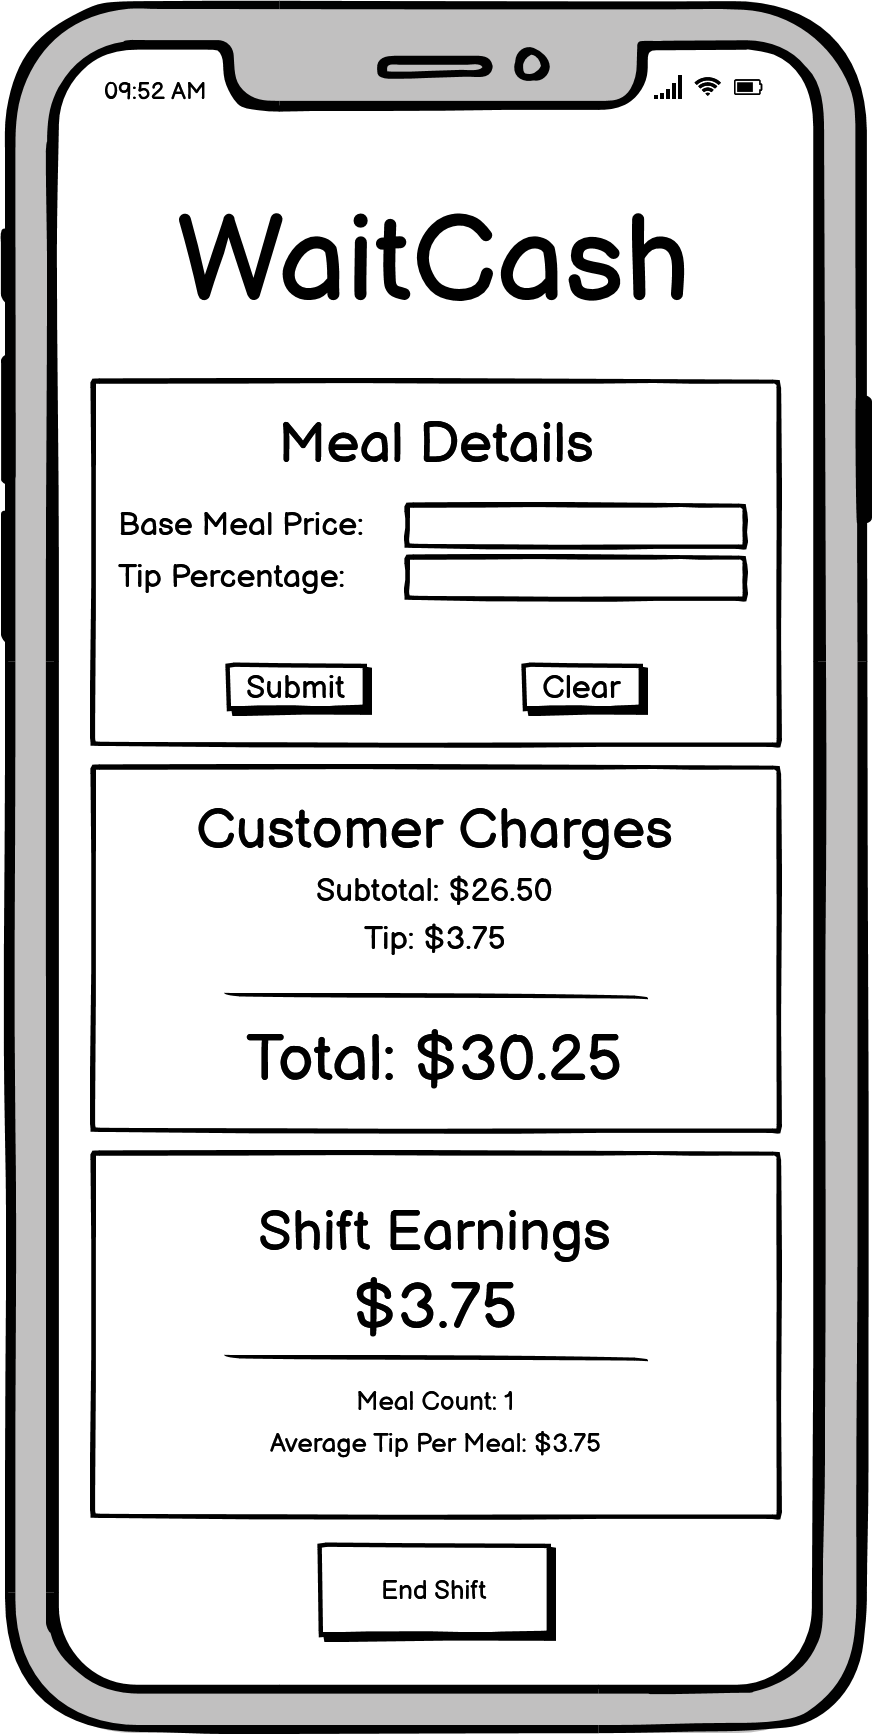 09:52 AM
WaitCash
Meal Details
Base Meal Price:
Tip Percentage:
Submit
Clear
Customer Charges
Subtotal: $26.50
Tip: $3.75
Total: $30.25
Shift Earnings
$3.75
Meal Count: 1
Average Tip Per Meal: $3.75
End Shift